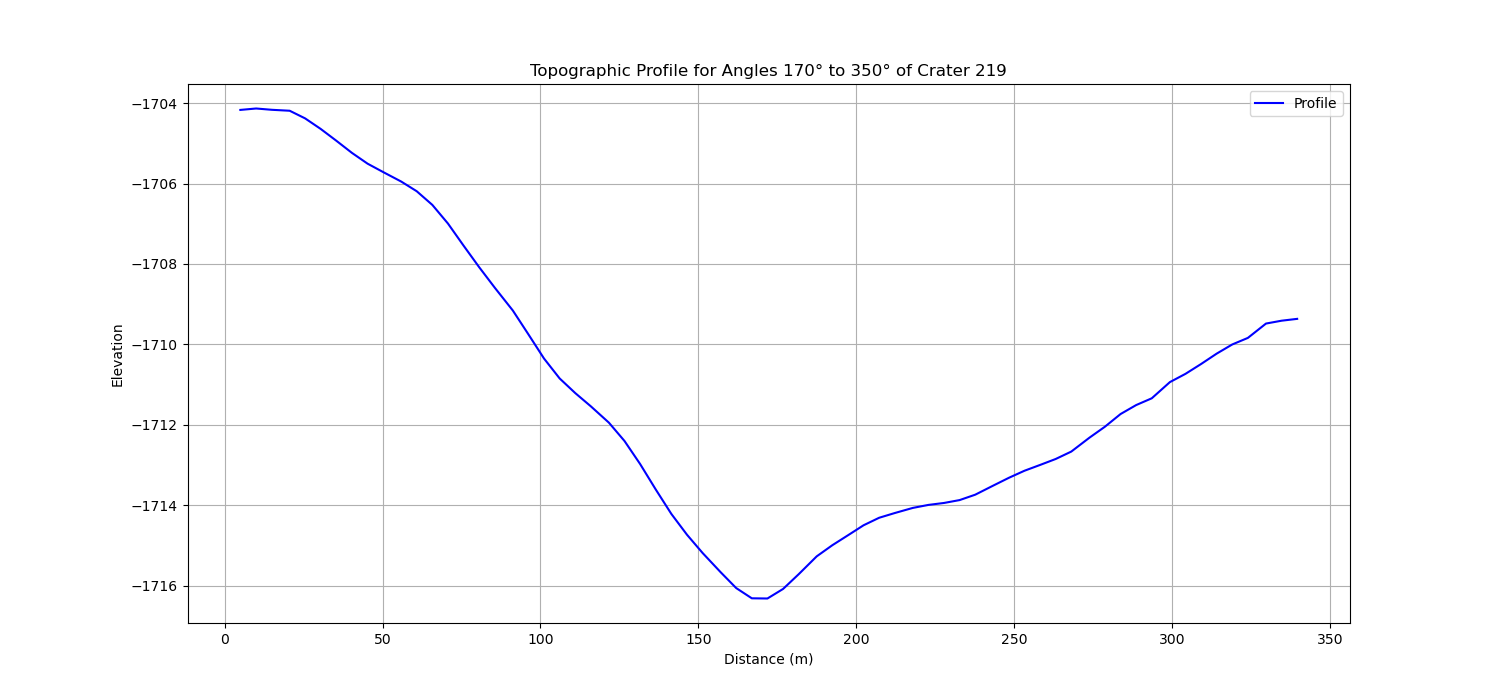 Topographic Profile for Angles 170° to 350° of Crater 219
Profile
−1704
−1706
−1708
−1710
−1712
−1714
−1716
Elevation
0 50 100 150 200 250 300 350
Distance (m)